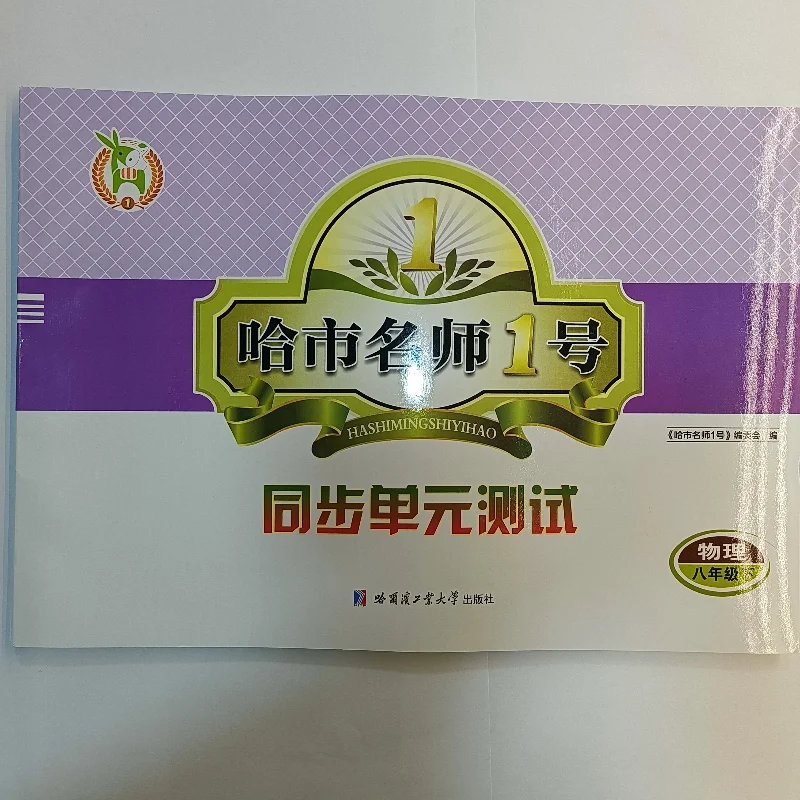 1
1
哈市名师1号
HASHIMINGSHIYIHAO
《哈市名师1号》编委会 编
同步单元测试
物理
八年级 下
哈尔滨工业大学出版社